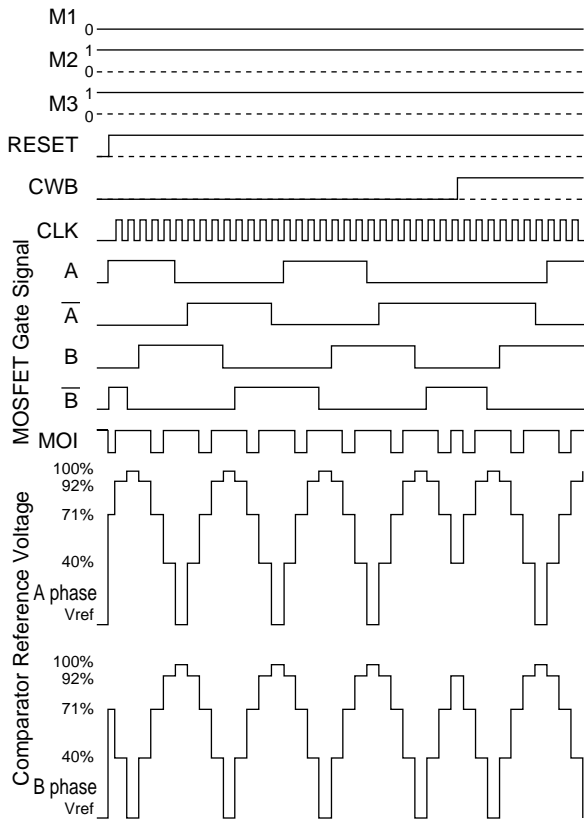 M1
0
M2
1
0
M3
1
0
RESET
CWB
CLK
MOSFET Gate Signal
A
A
B
B
MOI
Comparator Reference Voltage
100%
92%
71%
40%
A phase
Vref
100%
92%
71%
40%
B phase
Vref